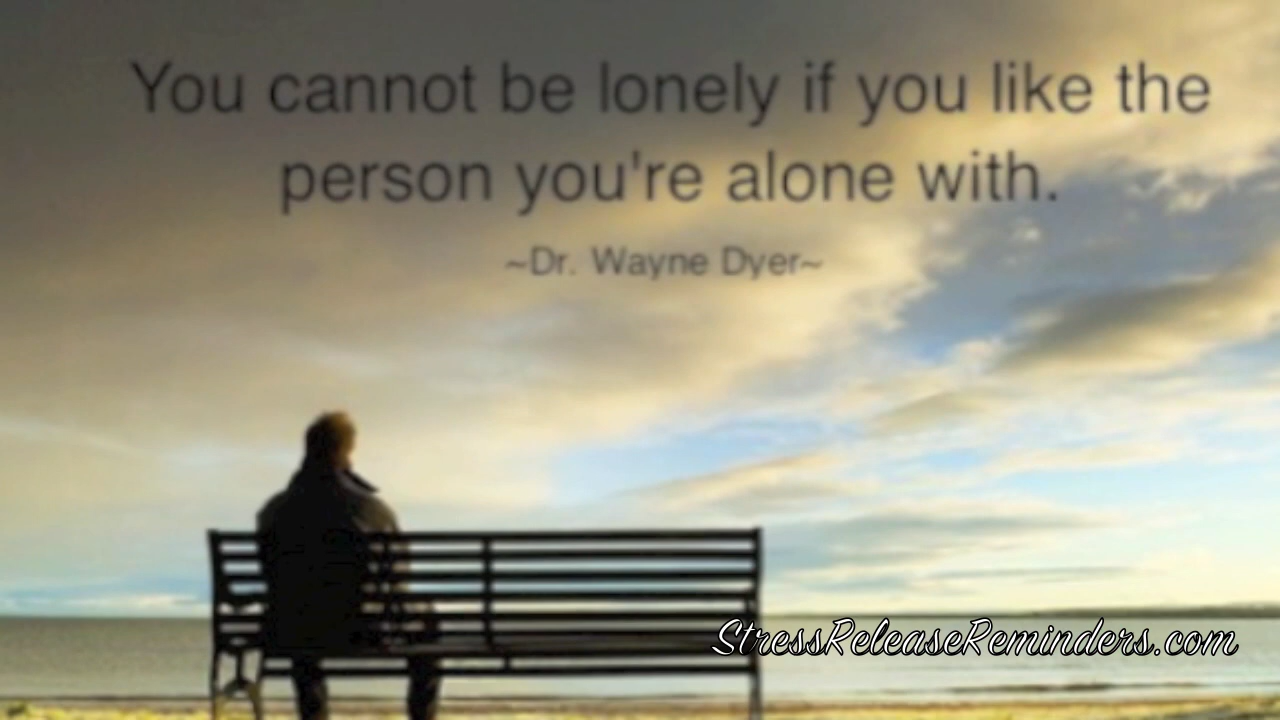 You cannot be lonely if you like the
person you're alone with.
~Dr. Wayne Dyer~
StressReleaseReminders.com